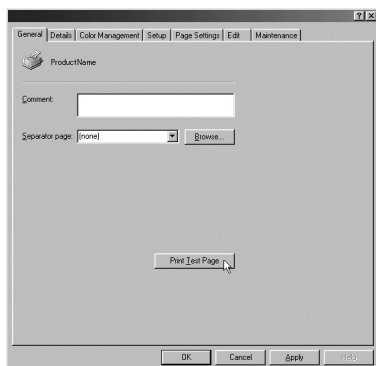 General Details Color Management Setup Page Settings Edit Maintenance
ProductName
Comment:
Separator page: (none) Browse...
Print Test Page
OK Cancel Apply Help